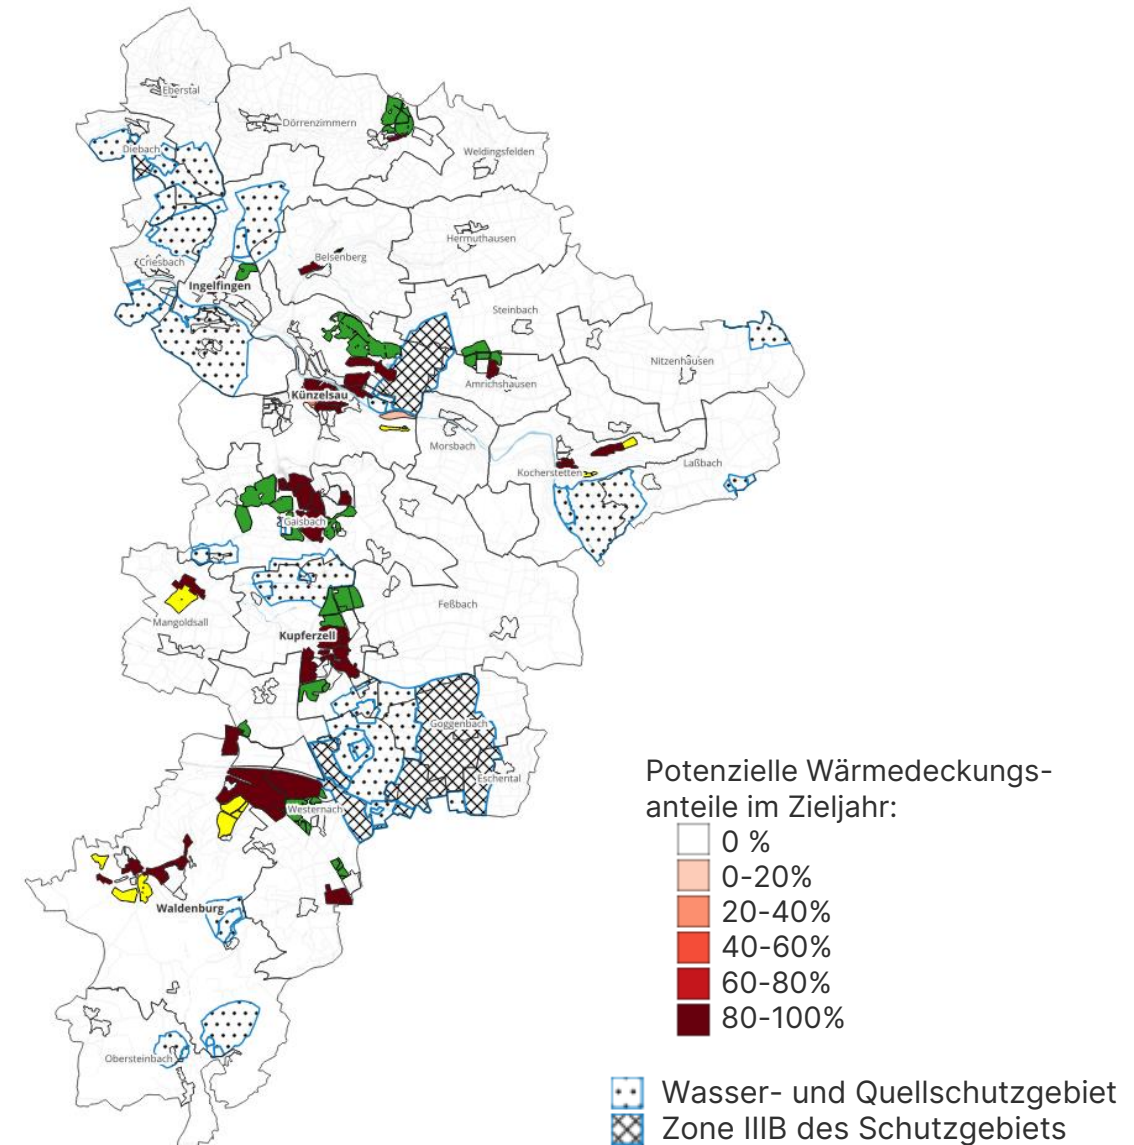 Eberstal
Dörrenzimmern
Diebach
Weldingsfelden
Hermuthausen
Criesbach
Belsenberg
Ingelfingen
Steinbach
Nitzenhausen
Amrichshausen
Künzelsau
Morsbach
Kocherstetten
Laßbach
Gaisbach
Feßbach
Mangoldsall
Kupferzell
Goggenbach
Eschental
Westernach
Waldenburg
Obersteinbach
Potenzielle Wärmedeckungs-
anteile im Zieljahr:
0 %
0-20%
20-40%
40-60%
60-80%
80-100%
Wasser- und Quellschutzgebiet
Zone IIIB des Schutzgebiets